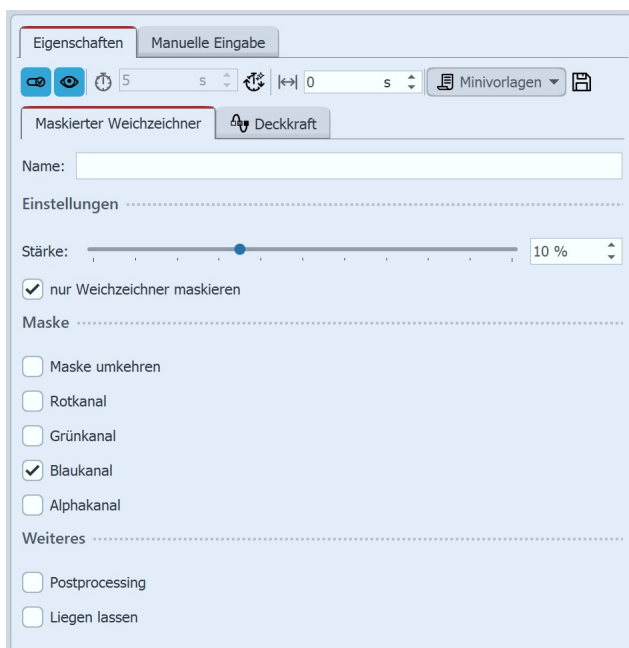 Eigenschaften Manuelle Eingabe
5 s 0 s Minivorlagen
Maskierter Weichzeichner Deckkraft
Name:
Einstellungen
Stärke: 10 %
nur Weichzeichner maskieren
Maske
Maske umkehren
Rotkanal
Grünkanal
Blaukanal
Alphakanal
Weiteres
Postprocessing
Liegen lassen